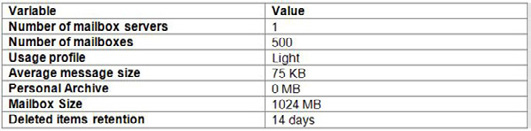 Variable Value
Number of mailbox servers 1
Number of mailboxes 500
Usage profile Light
Average message size 75 KB
Personal Archive 0 MB
Mailbox Size 1024 MB
Deleted items retention 14 days